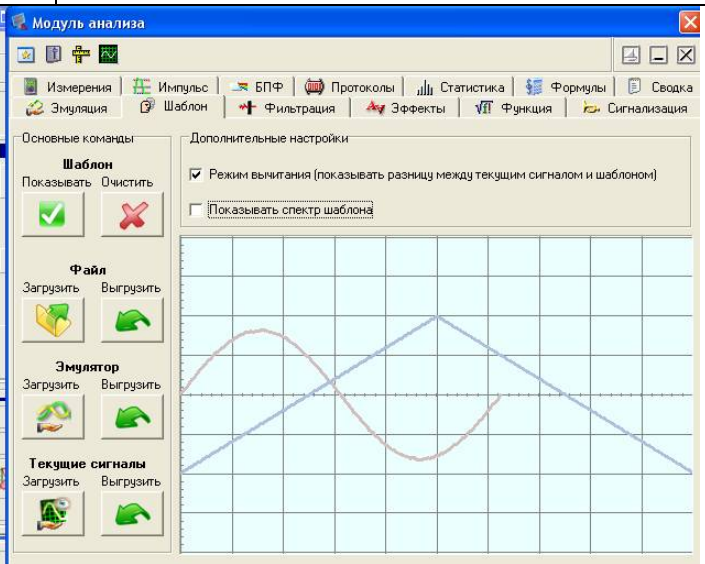 Модуль анализа
Измерения Импульс БПФ Протоколы Статистика Формулы Сводка
Эмуляция Шаблон Фильтрация Эффекты Функция Сигнализация
Основные команды
Шаблон
Показывать Очистить
Файл
Загрузить Выгрузить
Эмулятор
Загрузить Выгрузить
Текущие сигналы
Загрузить Выгрузить
Дополнительные настройки
Режим вычитания (показывать разницу между текущим сигналом и шаблоном)
Показывать спектр шаблона